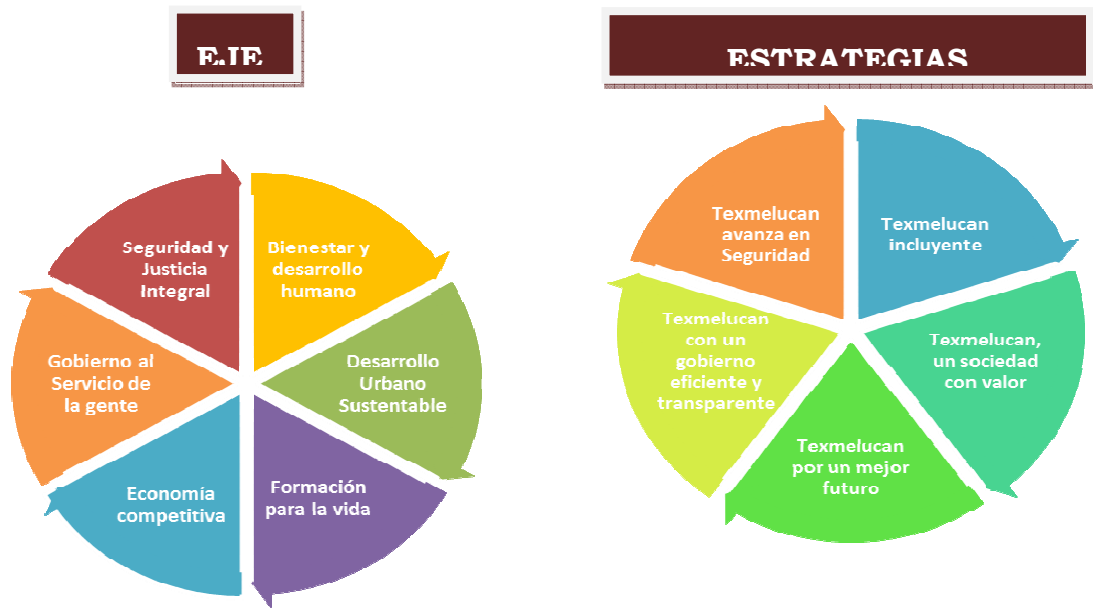 EJE
ESTRATEGIAS
Seguridad y
Justicia
Integral
Bienestar y
desarrollo
humano
Gobierno al
Servicio de
la gente
Desarrollo
Urbano
Sustentable
Economía
competitiva
Formación
para la vida
Texmelucan
avanza en
Seguridad
Texmelucan
incluyente
Texmelucan
con un
gobierno
eficiente y
transparente
Texmelucan,
un sociedad
con valor
Texmelucan
por un mejor
futuro